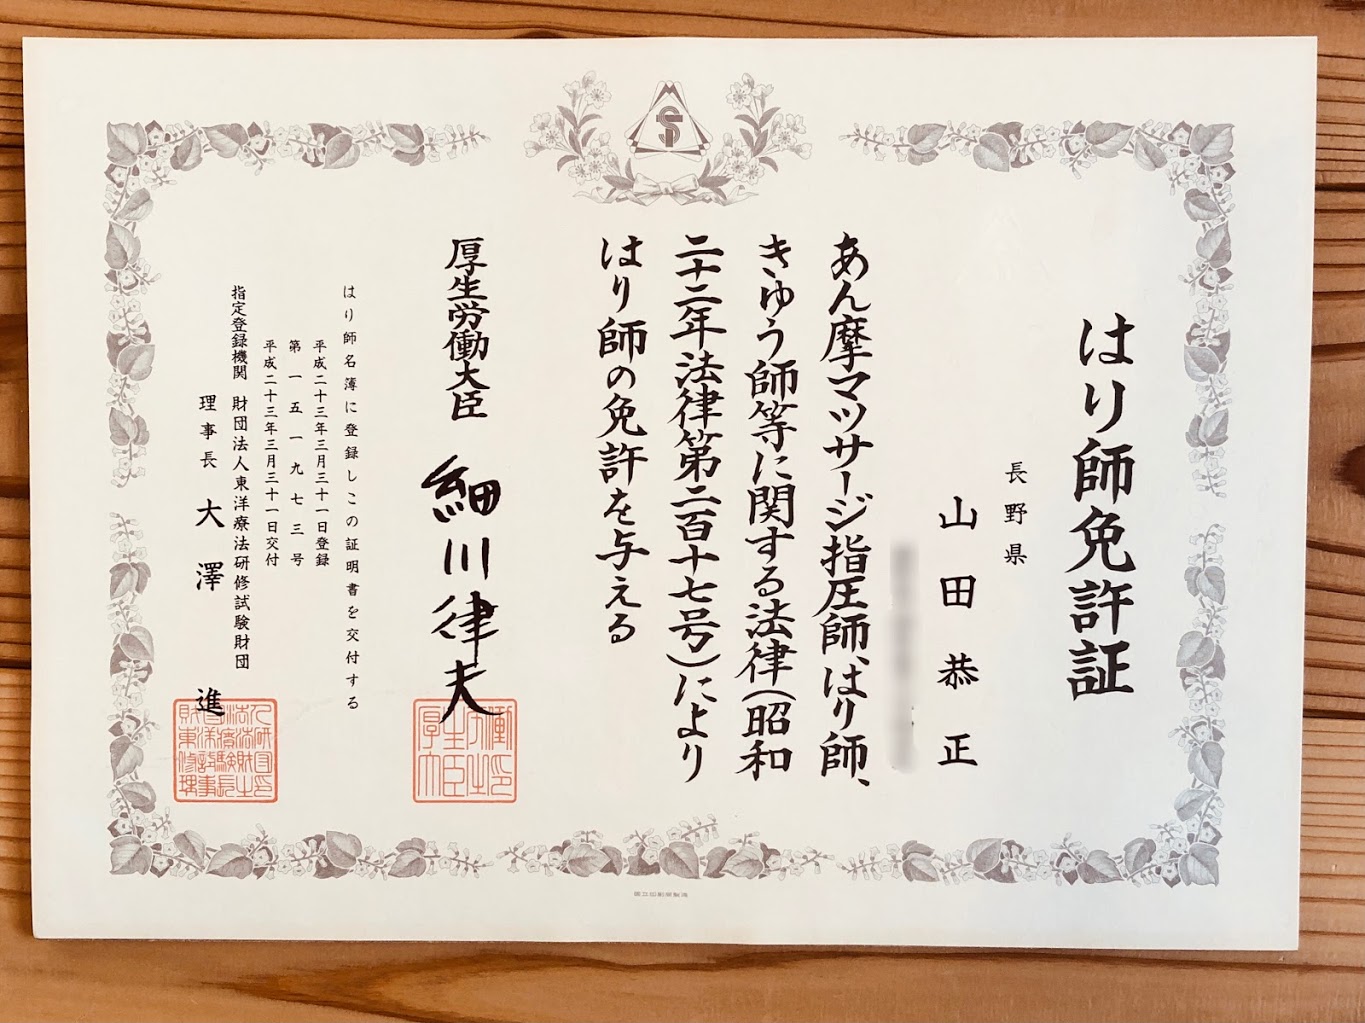 はり師免許証
長野県
山田恭正
あん摩マツサージ指圧師、はり師、
きゆう師等に関する法律(昭和
二十二年法律第二百十七号)により
はり師の免許を与える
厚生労働大臣 細川律夫
はり師名簿に登録しこの証明書を交付する
平成二十三年三月三十一日登録
第一五一九七三号
平成二十三年三月三十一日交付
指定登録機関 財団法人東洋療法研修試験財団
理事長 大澤 進